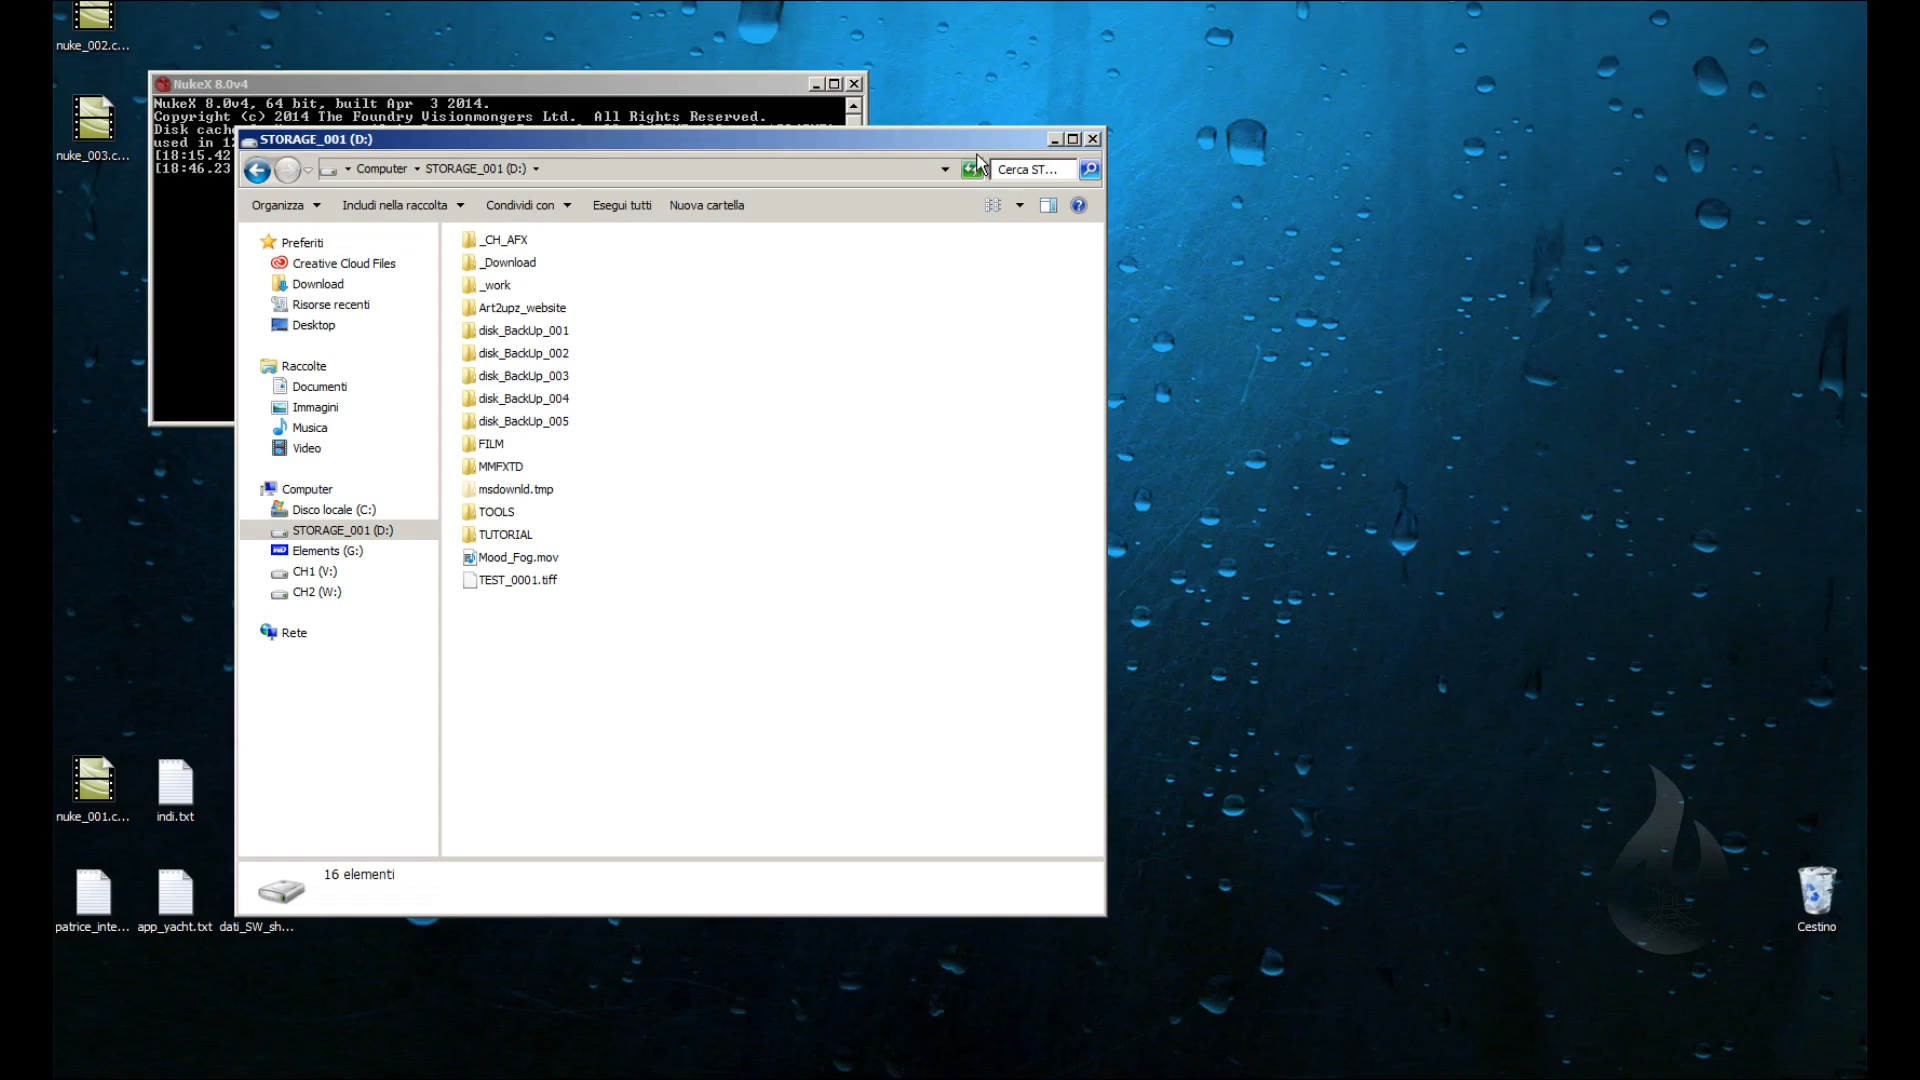 nuke_002.c...
nuke_003.c...
NukeX 8.0v4
NukeX 8.0v4, 64 bit, built Apr  3 2014.
Copyright (c) 2014 The Foundry Visionmongers Ltd.  All Rights Reserved.
Disk cach
used in 12
[18:15.42
[18:46.23
STORAGE_001 (D:)
Computer
STORAGE_001 (D:)
Cerca ST...
Organizza
Includi nella raccolta
Condividi con
Esegui tutti
Nuova cartella
Preferiti
Creative Cloud Files
Download
Risorse recenti
Desktop
Raccolte
Documenti
Immagini
Musica
Video
Computer
Disco locale (C:)
STORAGE_001 (D:)
Elements (G:)
CH1 (V:)
CH2 (W:)
Rete
_CH_AFX
_Download
_work
Art2upz_website
disk_BackUp_001
disk_BackUp_002
disk_BackUp_003
disk_BackUp_004
disk_BackUp_005
FILM
MMFXTD
msdownld.tmp
TOOLS
TUTORIAL
Mood_Fog.mov
TEST_0001.tiff
16 elementi
nuke_001.c...
indi.txt
patrice_inte...
app_yacht.txt
dati_SW_sh...
Cestino